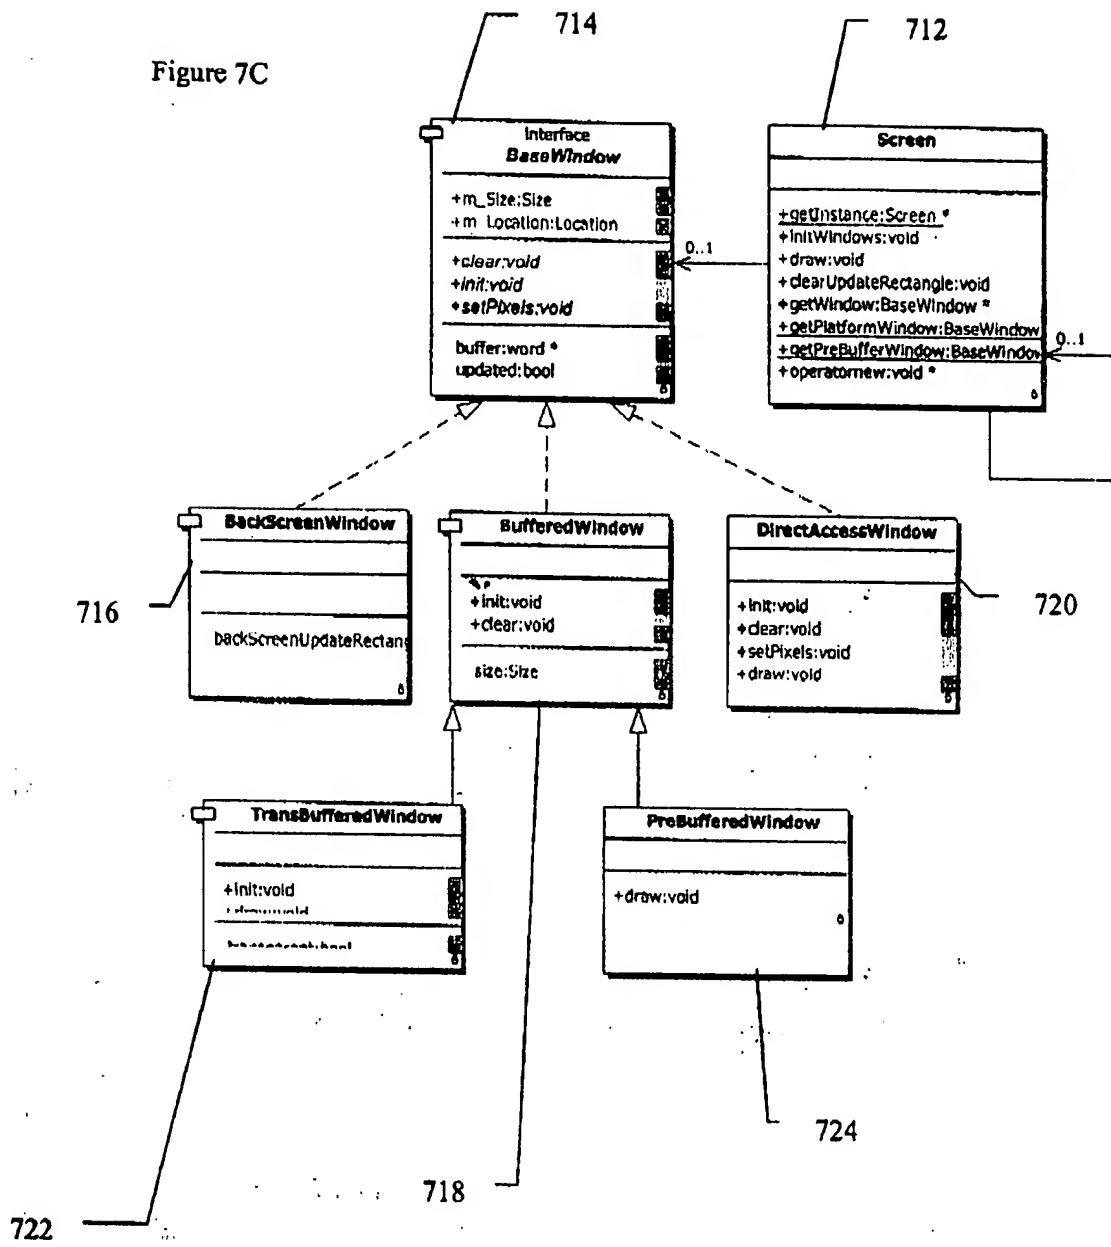 714
712
Figure 7C
Interface
BaseWindow
+m_Size:Size
+m_Location:Location
+clear:void
+init:void
+setPixels:void
buffer:word *
updated:bool
Screen
+getInstance:Screen *
+initWindows:void
+draw:void
+clearUpdateRectangle:void
+getWindow:BaseWindow *
+getPlatformWindow:BaseWindow
+getPreBufferWindow:BaseWindow
+operatornew:void *
0..1
0..1
BackScreenWindow
backScreenUpdateRectang
716
BufferedWindow
+init:void
+clear:void
size:Size
DirectAccessWindow
+init:void
+clear:void
+setPixels:void
+draw:void
720
TransBufferedWindow
+init:void
+draw:void
PreBufferedWindow
+draw:void
724
718
722